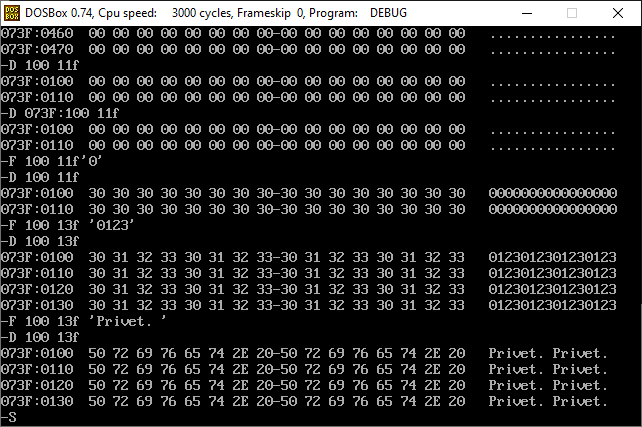 DOSBox 0.74, Cpu speed: 3000 cycles, Frameskip 0, Program: DEBUG
073F:0460 00 00 00 00 00 00 00 00-00 00 00 00 00 00 00 00 ................
073F:0470 00 00 00 00 00 00 00 00-00 00 00 00 00 00 00 00 ................
-D 100 11f
073F:0100 00 00 00 00 00 00 00 00-00 00 00 00 00 00 00 00 ................
073F:0110 00 00 00 00 00 00 00 00-00 00 00 00 00 00 00 00 ................
-D 073F:100 11f
073F:0100 00 00 00 00 00 00 00 00-00 00 00 00 00 00 00 00 ................
073F:0110 00 00 00 00 00 00 00 00-00 00 00 00 00 00 00 00 ................
-F 100 11f'0'
-D 100 11f
073F:0100 30 30 30 30 30 30 30 30-30 30 30 30 30 30 30 30 0000000000000000
073F:0110 30 30 30 30 30 30 30 30-30 30 30 30 30 30 30 30 0000000000000000
-F 100 13f '0123'
-D 100 13f
073F:0100 30 31 32 33 30 31 32 33-30 31 32 33 30 31 32 33 0123012301230123
073F:0110 30 31 32 33 30 31 32 33-30 31 32 33 30 31 32 33 0123012301230123
073F:0120 30 31 32 33 30 31 32 33-30 31 32 33 30 31 32 33 0123012301230123
073F:0130 30 31 32 33 30 31 32 33-30 31 32 33 30 31 32 33 0123012301230123
-F 100 13f 'Privet. '
-D 100 13f
073F:0100 50 72 69 76 65 74 2E 20-50 72 69 76 65 74 2E 20 Privet. Privet.
073F:0110 50 72 69 76 65 74 2E 20-50 72 69 76 65 74 2E 20 Privet. Privet.
073F:0120 50 72 69 76 65 74 2E 20-50 72 69 76 65 74 2E 20 Privet. Privet.
073F:0130 50 72 69 76 65 74 2E 20-50 72 69 76 65 74 2E 20 Privet. Privet.
-S